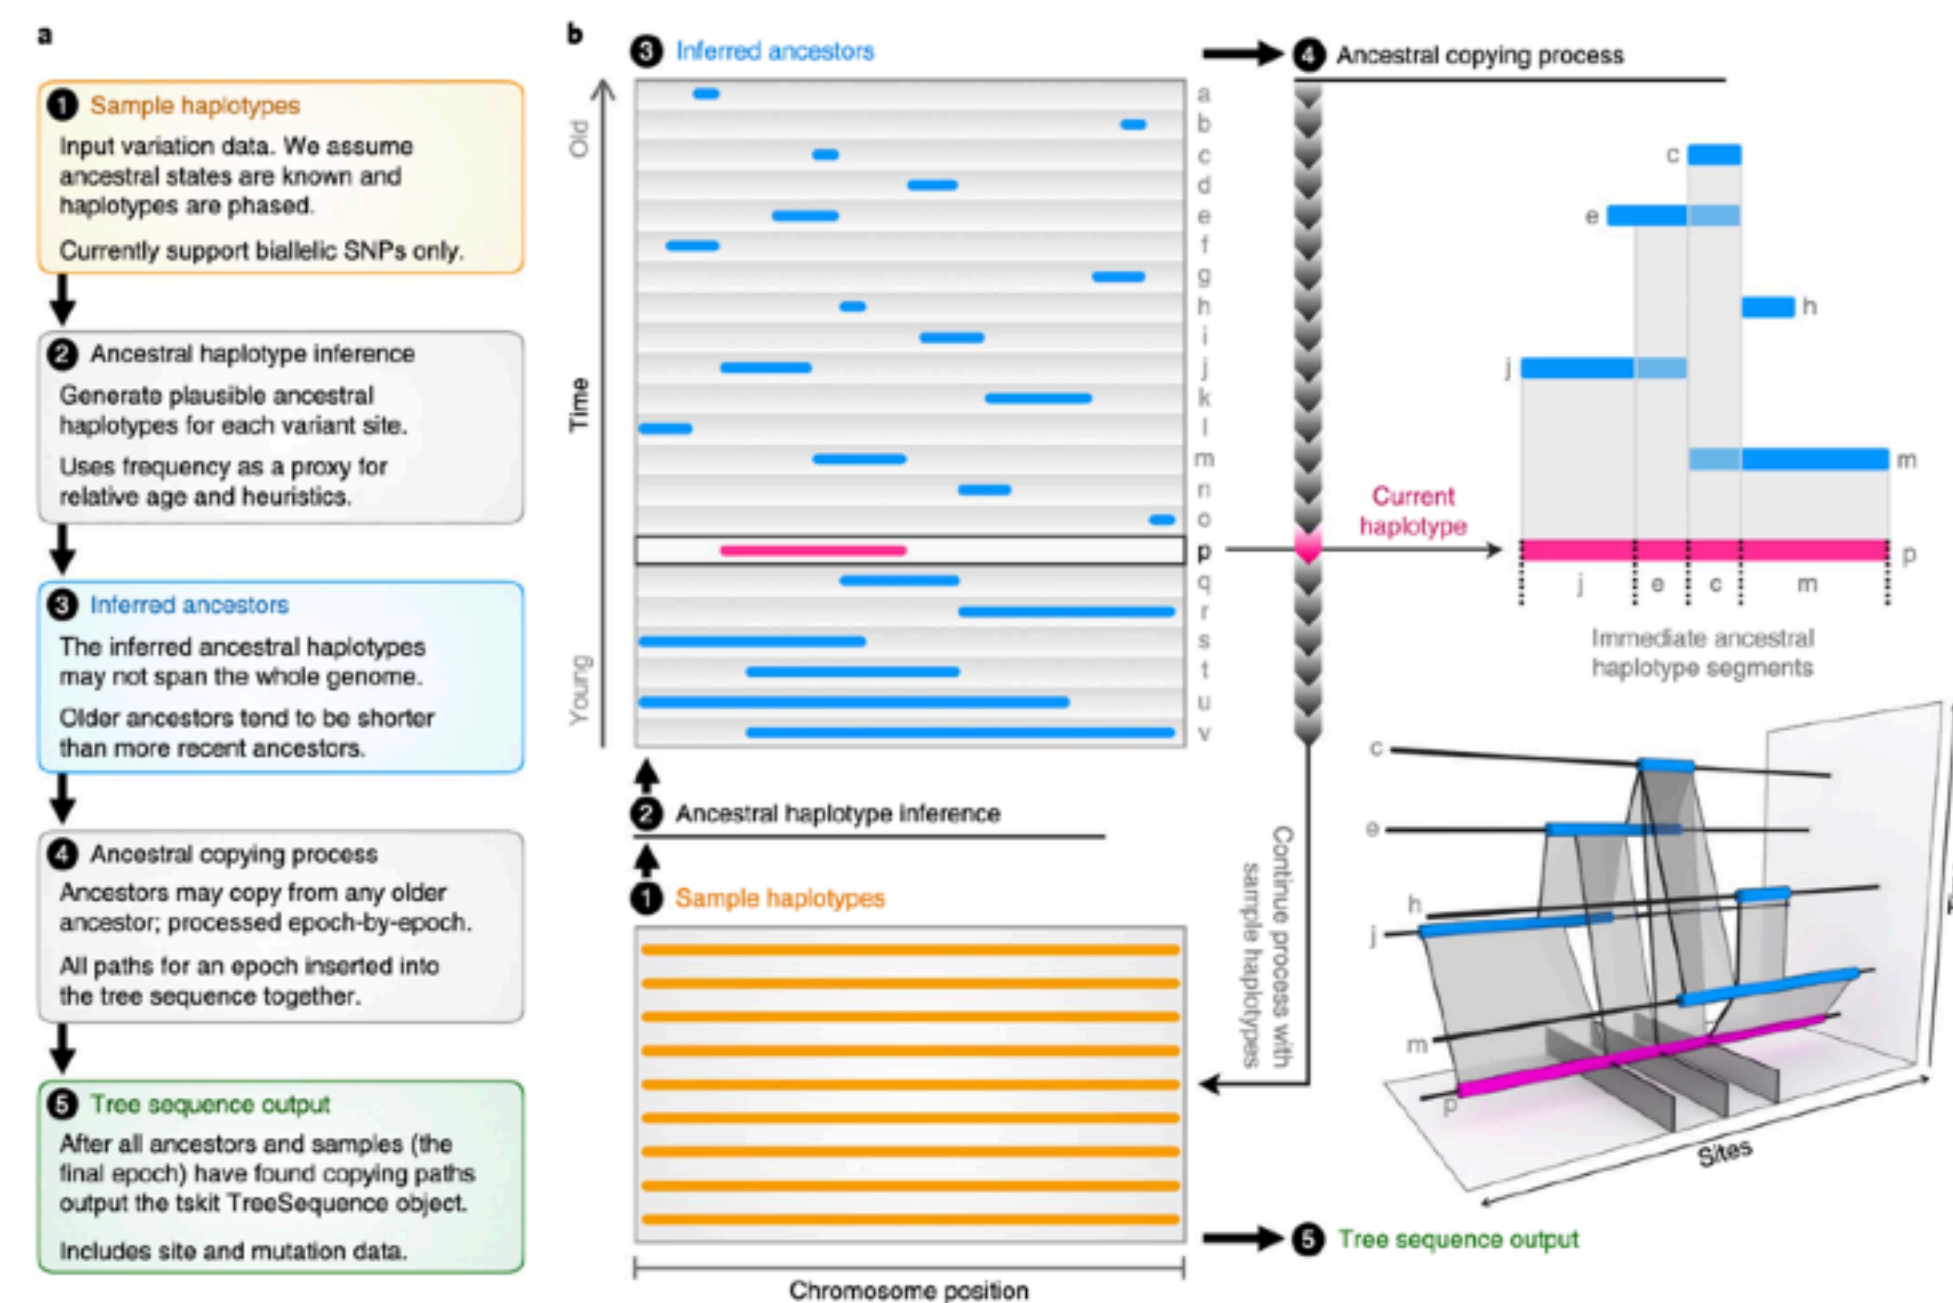 a
1 Sample haplotypes
Input variation data. We assume
ancestral states are known and
haplotypes are phased.
Currently support biallelic SNPs only.
2 Ancestral haplotype inference
Generate plausible ancestral
haplotypes for each variant site.
Uses frequency as a proxy for
relative age and heuristics.
3 Inferred ancestors
The inferred ancestral haplotypes
may not span the whole genome.
Older ancestors tend to be shorter
than more recent ancestors.
4 Ancestral copying process
Ancestors may copy from any older
ancestor; processed epoch-by-epoch.
All paths for an epoch inserted into
the tree sequence together.
5 Tree sequence output
After all ancestors and samples (the
final epoch) have found copying paths
output the tskit TreeSequence object.
Includes site and mutation data.
b
3 Inferred ancestors
Old
Time
Young
a
b
c
d
e
f
g
h
i
j
k
l
m
n
o
p
q
r
s
t
u
v
2 Ancestral haplotype inference
1 Sample haplotypes
Chromosome position
4 Ancestral copying process
Continue process with
sample haplotypes
Current
haplotype
c
e
h
j
m
p
j e c m
Immediate ancestral
haplotype segments
c
e
h
j
m
p
Sites
5 Tree sequence output